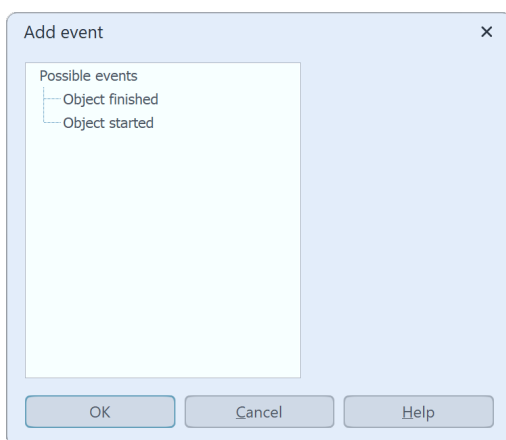 Add event
Possible events
Object finished
Object started
OK
Cancel
Help